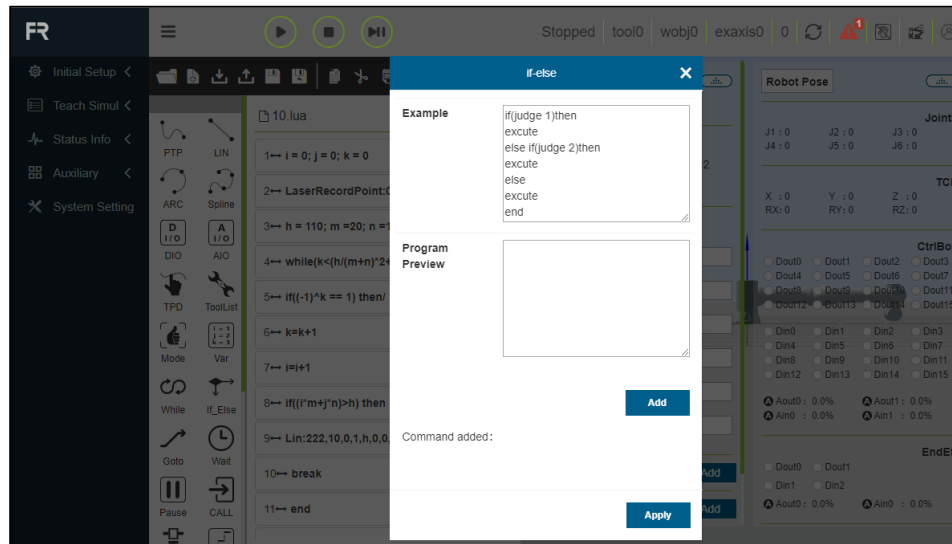 FR
Stopped tool0 wobj0 exaxis0 0
1
Initial Setup
Teach Simul
Status Info
Auxiliary
System Setting
PTP LIN
ARC Spline
D I/O A I/O
DIO AIO
TPD ToolList
i = 1
j = 2
k = 3
Mode Var
While If_Else
Goto Wait
Pause CALL
10.lua
1 i = 0; j = 0; k = 0
2 LaserRecordPoint:
3 h = 110; m =20; n =
4 while(k<(h/(m+n)*2+
5 if((-1)^k == 1) then/
6 k=k+1
7 i=i+1
8 if((i*m+j*n)>h) then
9 Lin:222,10,0,1,h,0,0,
10 break
11 end
if-else
Example
if(judge 1)then
excute
else if(judge 2)then
excute
else
excute
end
Program
Preview
Add
Command added:
Apply
2
Add
Add
Robot Pose
Joint
J1 : 0 J2 : 0 J3 : 0
J4 : 0 J5 : 0 J6 : 0
X : 0 Y : 0 Z : 0
RX: 0 RY: 0 RZ: 0
CtrlBo
Dout0 Dout1 Dout2 Dout3
Dout4 Dout5 Dout6 Dout7
Dout8 Dout9 Dout10 Dout11
Dout12 Dout13 Dout14 Dout15
Din0 Din1 Din2 Din3
Din4 Din5 Din6 Din7
Din8 Din9 Din10 Din11
Din12 Din13 Din14 Din15
A Aout0 : 0.0% A Aout1 : 0.0%
A Ain0 : 0.0% A Ain1 : 0.0%
EndEf
Dout0 Dout1
Din1 Din2
A Aout0 : 0.0% A Ain0 : 0.0%